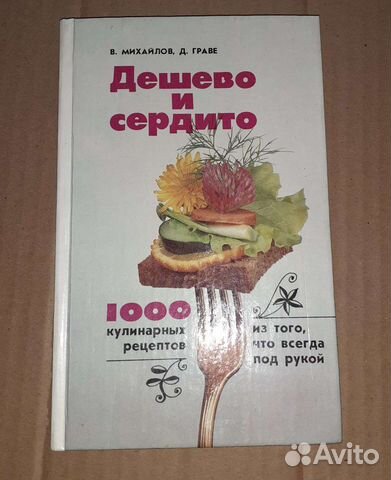 В. МИХАЙЛОВ, Д. ГРАВЕ
Дешево
и
сердито
1000
кулинарных
рецептов
из того,
что всегда
под рукой
Avito